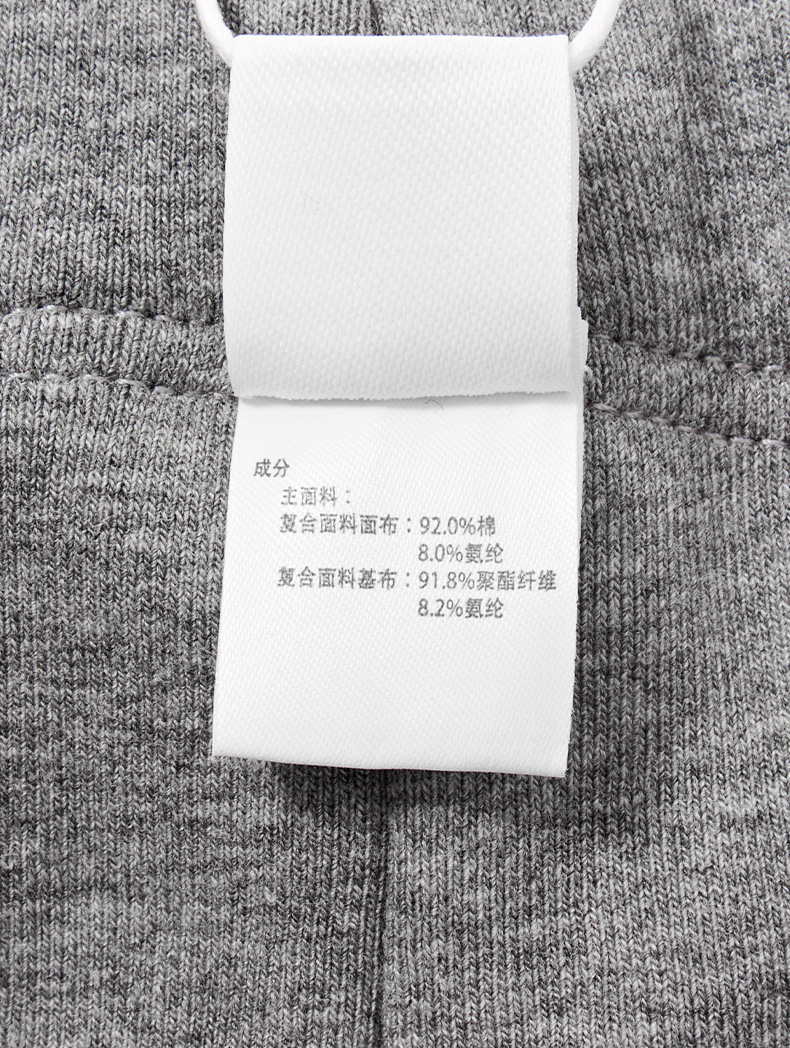 成分
主面料：
复合面料面布：92.0%棉
8.0%氨纶
复合面料基布：91.8%聚酯纤维
8.2%氨纶